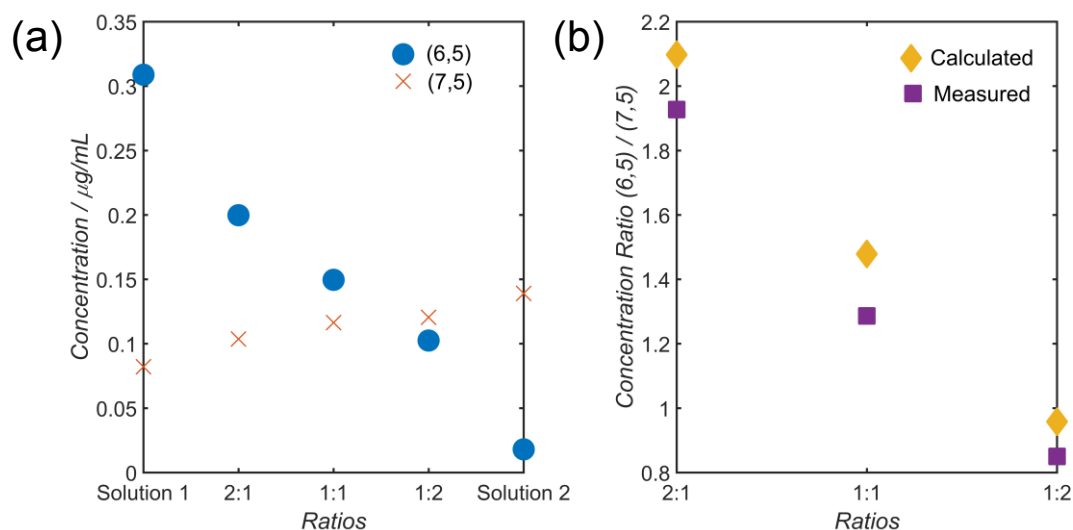 (a)
0.35
0.3
0.25
0.2
0.15
0.1
0.05
0
Concentration / μg/mL
(6,5)
(7,5)
Solution 1
2:1
1:1
1:2
Solution 2
Ratios
(b)
2.2
2
1.8
1.6
1.4
1.2
1
0.8
Concentration Ratio (6,5) / (7,5)
Calculated
Measured
2:1
1:1
1:2
Ratios